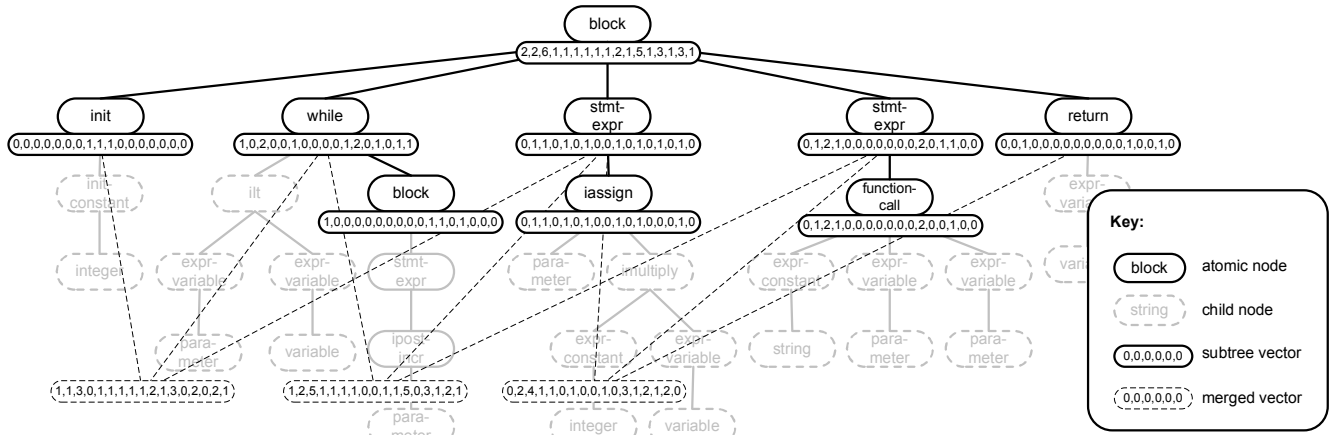 block
2,2,6,1,1,1,1,1,1,2,1,5,1,3,1,3,1
init
while
stmt-
expr
stmt-
expr
return
0,0,0,0,0,0,0,1,1,1,0,0,0,0,0,0,0
1,0,2,0,0,1,0,0,0,0,1,2,2,1,0,1,1
0,1,1,0,1,0,1,0,0,1,0,1,0,1,0,1,0
0,1,2,1,0,0,0,0,0,0,0,2,0,1,1,0,0
0,0,1,0,0,0,0,0,0,0,0,0,1,0,0,1,0
init-
constant
ilt
block
iassign
function-
call
expr-
1,0,0,0,0,0,0,0,0,0,1,1,0,1,0,0,0
0,1,1,0,1,0,1,0,0,1,0,1,0,0,0,1,0
0,1,2,1,0,0,0,0,0,0,0,2,0,0,1,0,0
integer
expr-
variable
expr-
variable
stmt-
expr
para-
meter
imultiply
expr-
constant
expr-
variable
expr-
variable
para-
meter
variable
ipost-
incr
expr-
constant
expr-
variable
string
para-
meter
para-
meter
1,1,3,0,1,1,1,1,1,2,1,3,0,2,0,2,1
1,2,5,1,1,1,1,0,0,1,1,5,0,3,1,2,1
0,2,4,1,1,0,1,0,0,1,0,3,1,2,1,2,0
para-
meter
integer
variable
Key:
block
atomic node
string
child node
0,0,0,0,0,0
subtree vector
0,0,0,0,0,0
merged vector